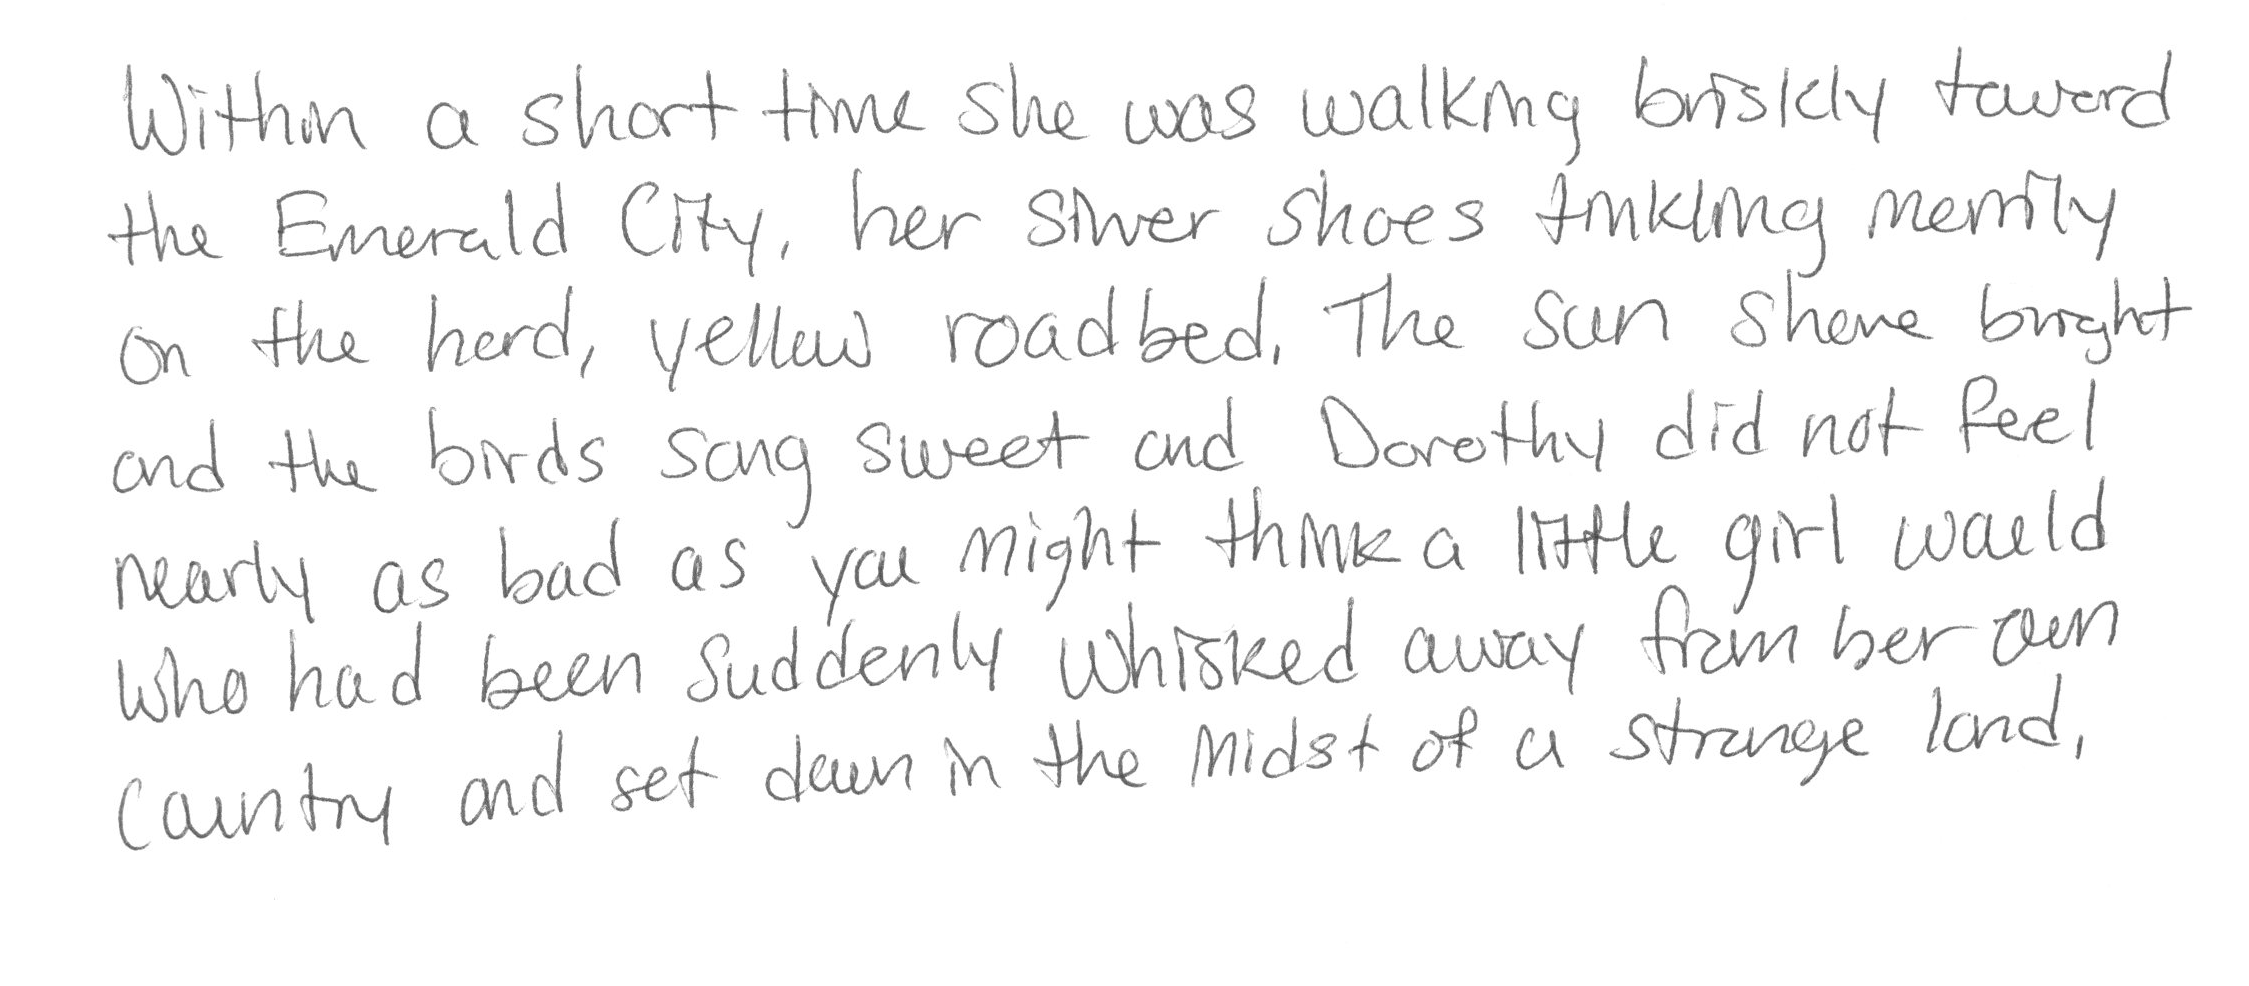 Within a short time she was walking briskly toward
the Emerald City, her silver shoes tinkling merrily
on the hard, yellow roadbed. The sun shone bright
and the birds sang sweet and Dorothy did not feel
nearly as bad as you might think a little girl would
who had been suddenly whisked away from her own
country and set down in the midst of a strange land.